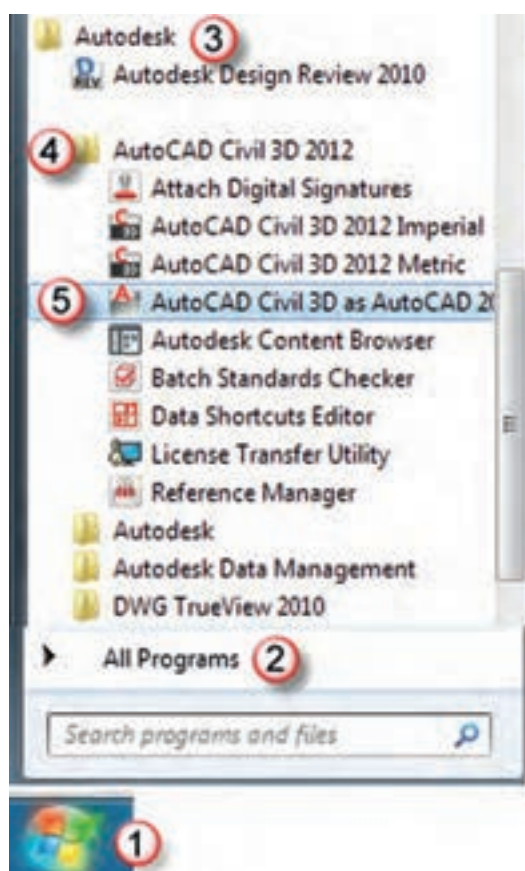 Autodesk 3
Autodesk Design Review 2010
4 AutoCAD Civil 3D 2012
Attach Digital Signatures
AutoCAD Civil 3D 2012 Imperial
AutoCAD Civil 3D 2012 Metric
5 AutoCAD Civil 3D as AutoCAD 20
Autodesk Content Browser
Batch Standards Checker
Data Shortcuts Editor
License Transfer Utility
Reference Manager
Autodesk
Autodesk Data Management
DWG TrueView 2010
All Programs 2
Search programs and files
1